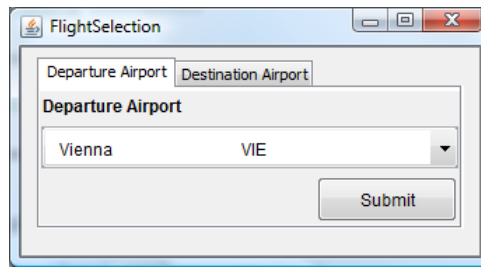 FlightSelection
Departure Airport Destination Airport
Departure Airport
Vienna VIE
Submit